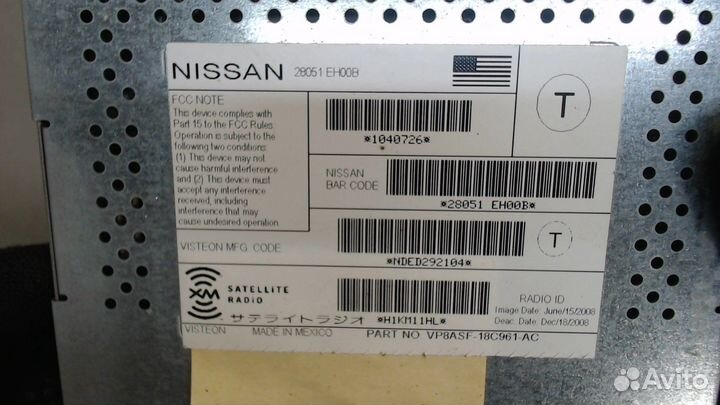 NISSAN 28051 EH00B
T
FCC NOTE
This device complies with
Part 15 to the FCC Rules.
Operation is subject to the
following two conditions:
(1) This device may not
cause harmful interference
and (2) This device must
accept any interference
received, including
interference that may
cause undesired operation.
*1040726*
NISSAN
BAR CODE
*28051 EH00B*
VISTEON MFG. CODE
*NDED292104*
T
XM SATELLITE
RADIO
サテライトラジオ
*H1KM11HL*
RADIO ID
Image Date: June/15/2008
Deac. Date: Dec/18/2008
VISTEON MADE IN MEXICO PART NO VP8ASF-18C961-AC
Avito